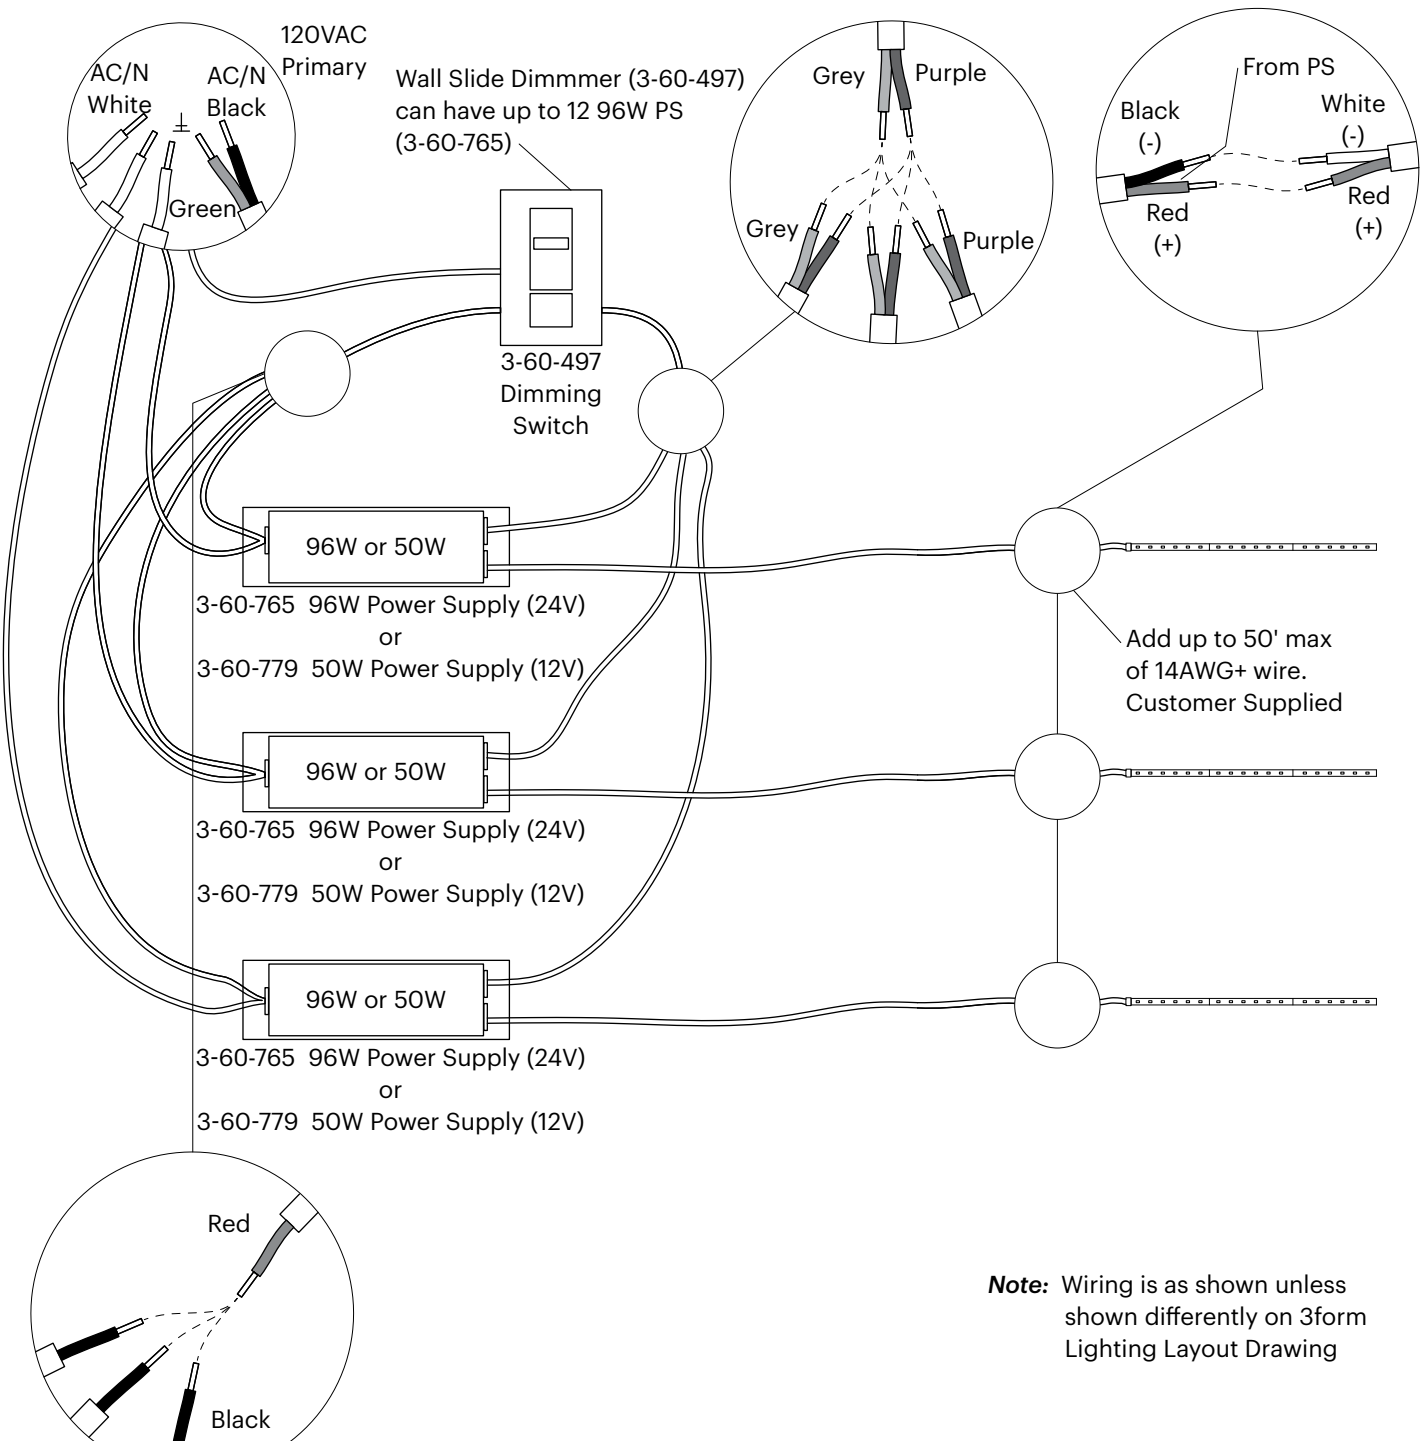 120VAC
Primary
AC/N
White
AC/N
Black
Green
Wall Slide Dimmmer (3-60-497)
can have up to 12 96W PS
(3-60-765)
Grey
Purple
Grey
Purple
From PS
Black
(-)
White
(-)
Red
(+)
Red
(+)
3-60-497
Dimming
Switch
96W or 50W
3-60-765 96W Power Supply (24V)
or
3-60-779 50W Power Supply (12V)
Add up to 50' max
of 14AWG+ wire.
Customer Supplied
96W or 50W
3-60-765 96W Power Supply (24V)
or
3-60-779 50W Power Supply (12V)
96W or 50W
3-60-765 96W Power Supply (24V)
or
3-60-779 50W Power Supply (12V)
Red
Black
Note: Wiring is as shown unless
shown differently on 3form
Lighting Layout Drawing